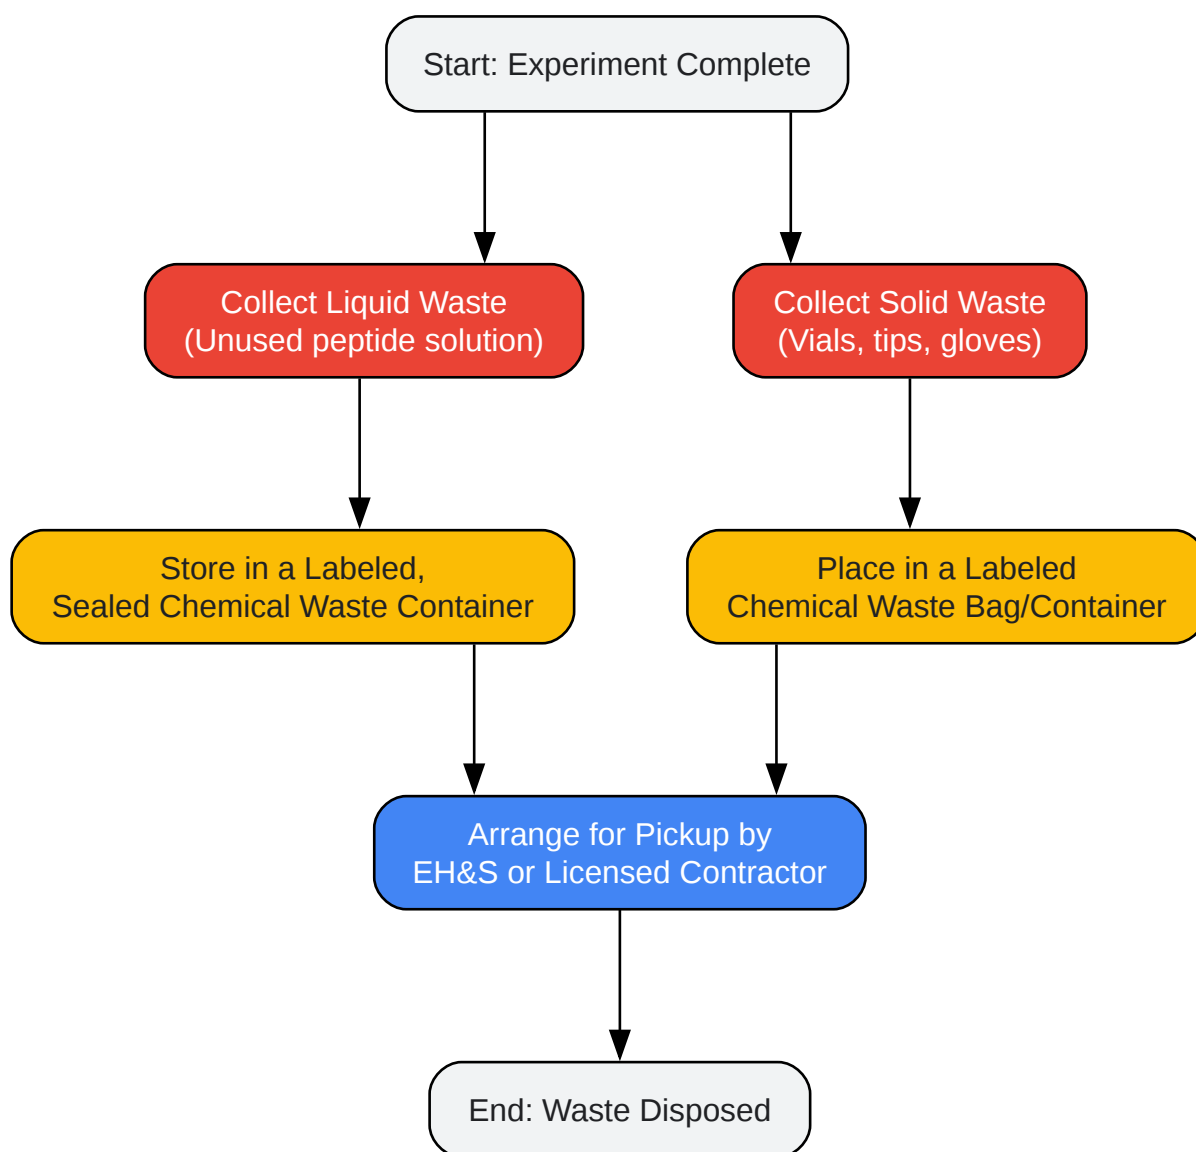 Start: Experiment Complete
Collect Liquid Waste
(Unused peptide solution)
Collect Solid Waste
(Vials, tips, gloves)
Store in a Labeled,
Sealed Chemical Waste Container
Place in a Labeled
Chemical Waste Bag/Container
Arrange for Pickup by
EH&S or Licensed Contractor
End: Waste Disposed